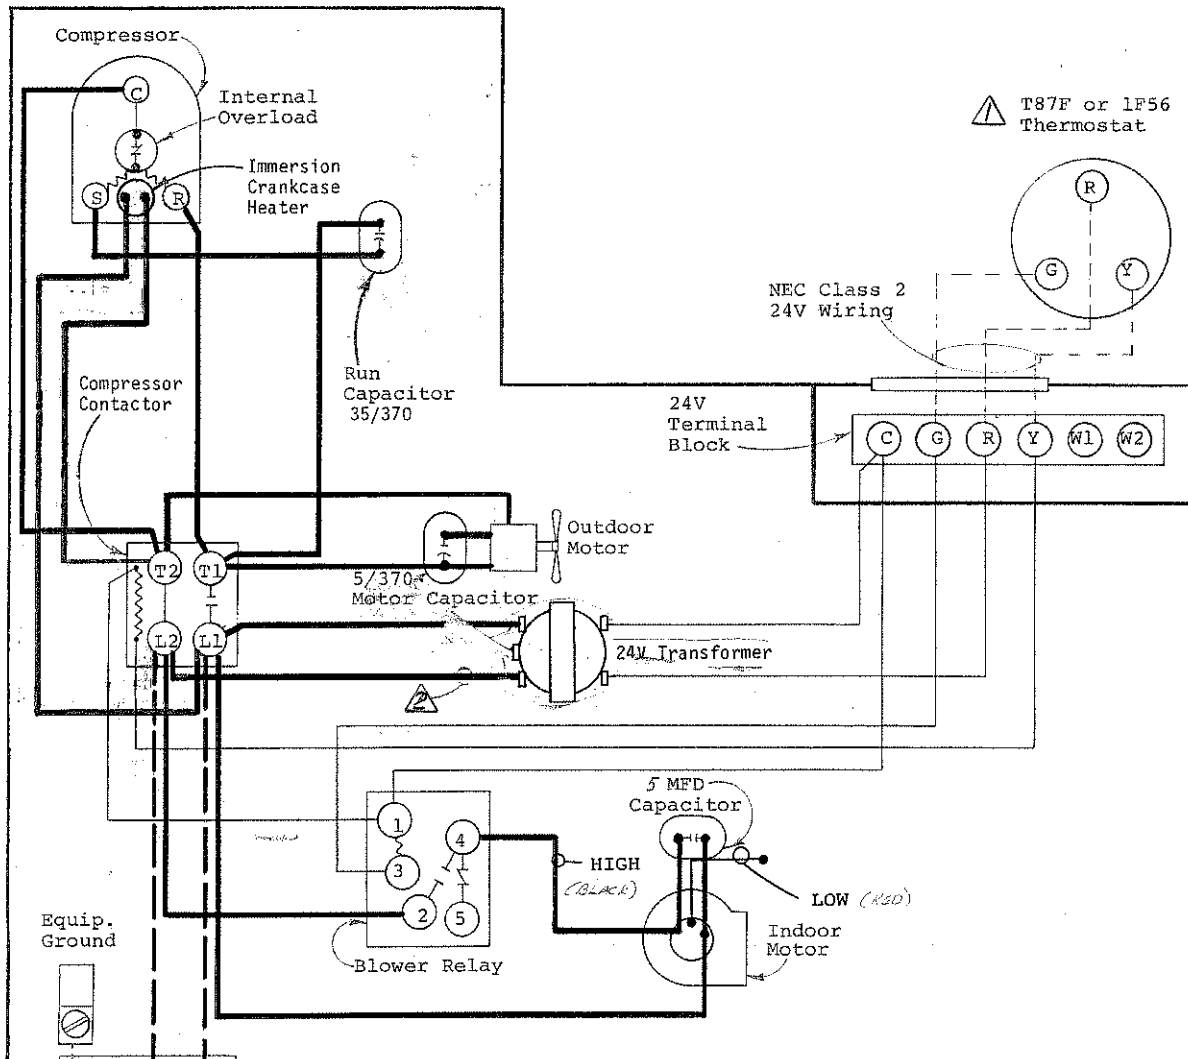 Compressor
C
Internal
Overload
S
R
Immersion
Crankcase
Heater
T87F or 1F56
Thermostat
R
G
Y
NEC Class 2
24V Wiring
Run
Capacitor
35/370
Compressor
Contactor
24V
Terminal
Block
C G R Y W1 W2
T2
T1
L2
L1
Outdoor
Motor
5/370
Motor Capacitor
24V Transformer
1
2
5 MFD
Capacitor
1
3
4
2
5
HIGH
(BLACK)
LOW (RED)
Indoor
Motor
Blower Relay
Equip.
Ground